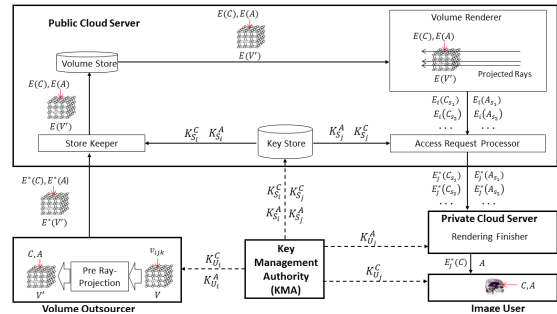 Public Cloud Server
E(C), E(A)
E(V')
Volume Store
Volume Renderer
E(C), E(A)
E(V')
Projected Rays
E(C), E(A)
E(V')
E_i(C_{s_1}) E_i(A_{s_1})
E_i(C_{s_2}) E_i(A_{s_2})
··· ···
Store Keeper
K_{S_i}^C K_{S_i}^A
Key Store
K_{S_j}^A K_{S_j}^C
Access Request Processor
E*(C), E*(A)
E*(V')
K_{S_i}^C K_{S_j}^C
K_{S_i}^A K_{S_j}^A
E_j*(C_{s_1}) E_j*(A_{s_1})
E_j*(C_{s_2}) E_j*(A_{s_2})
··· ···
Private Cloud Server
Rendering Finisher
C, A
V'
Pre Ray-Projection
v_{ijk}
V
Volume Outsourcer
K_{U_i}^C
K_{U_i}^A
Key
Management
Authority
(KMA)
K_{U_j}^A
K_{U_j}^C
E_j*(C) A
C, A
Image User